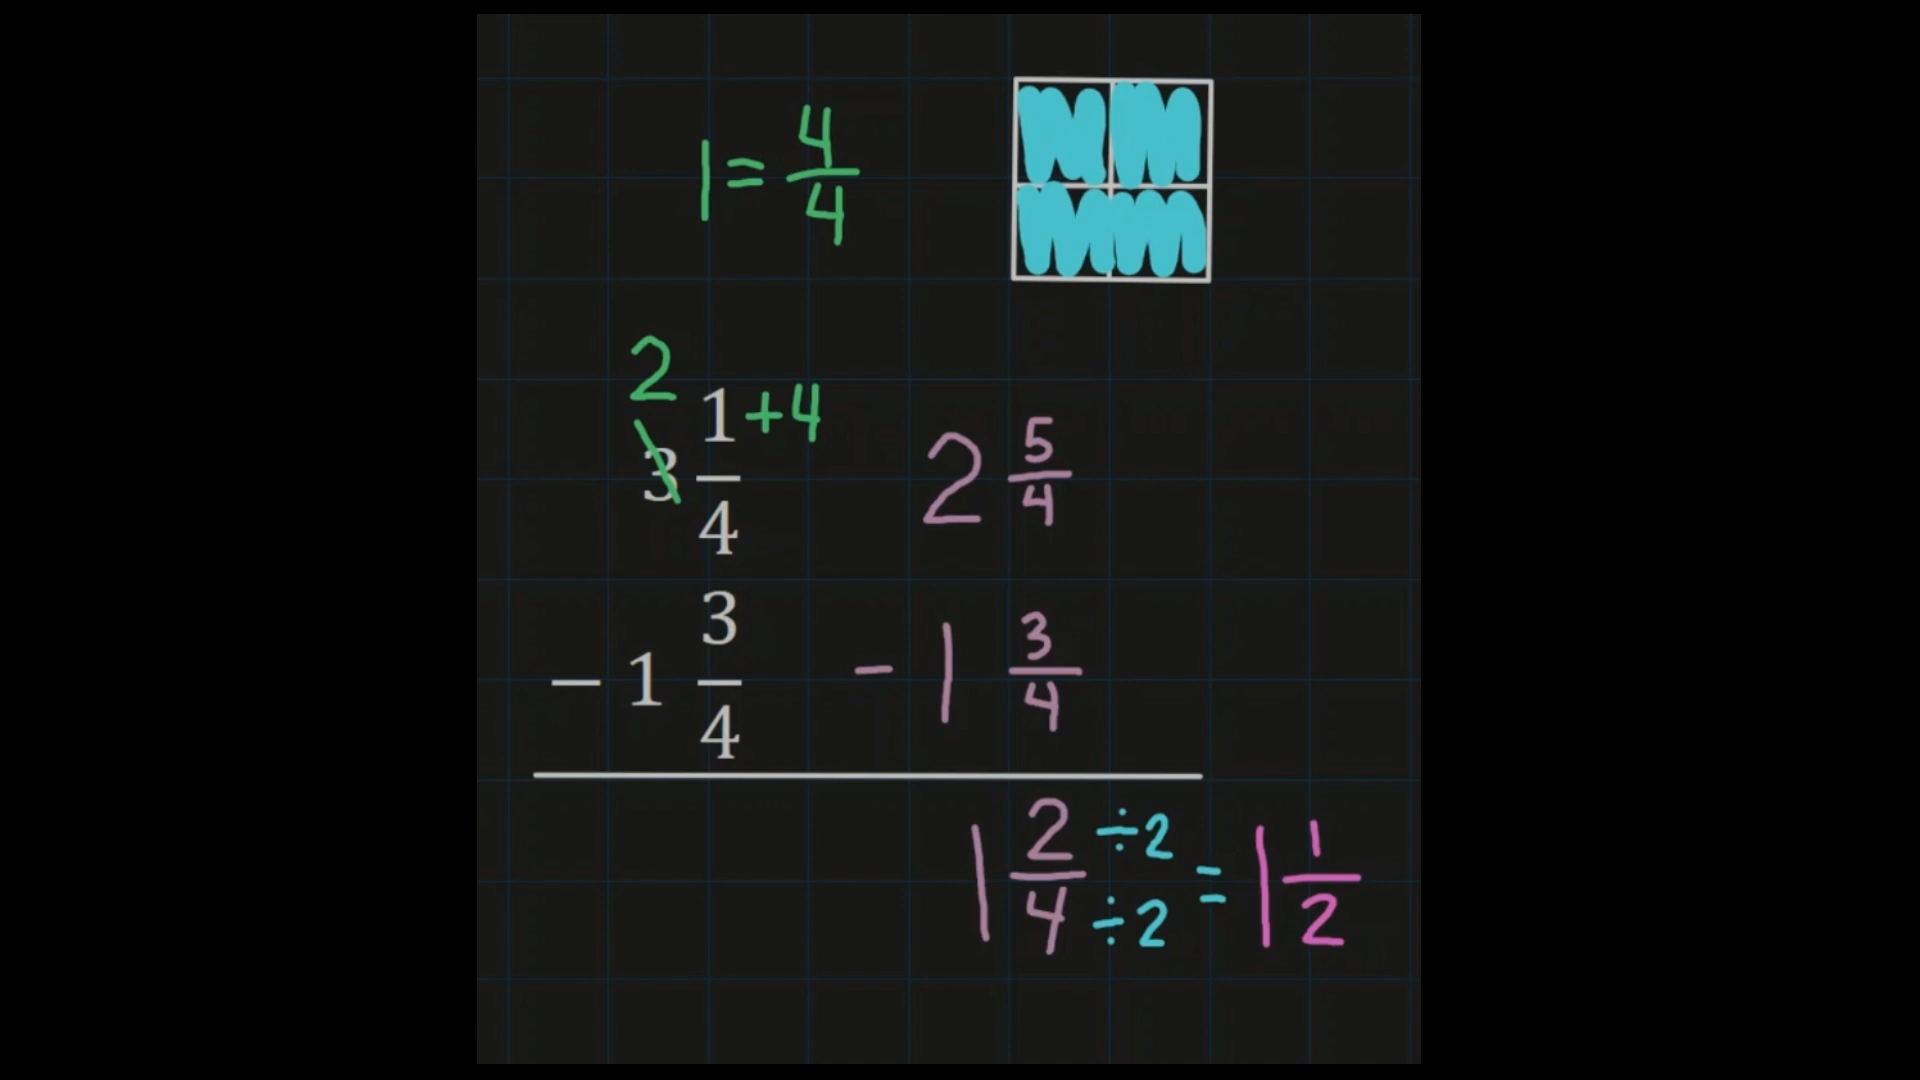 1 = 4/4
2
3 1/4 +4
2 5/4
− 1 3/4
- 1 3/4
1 2/4 ÷2/÷2 = 1 1/2